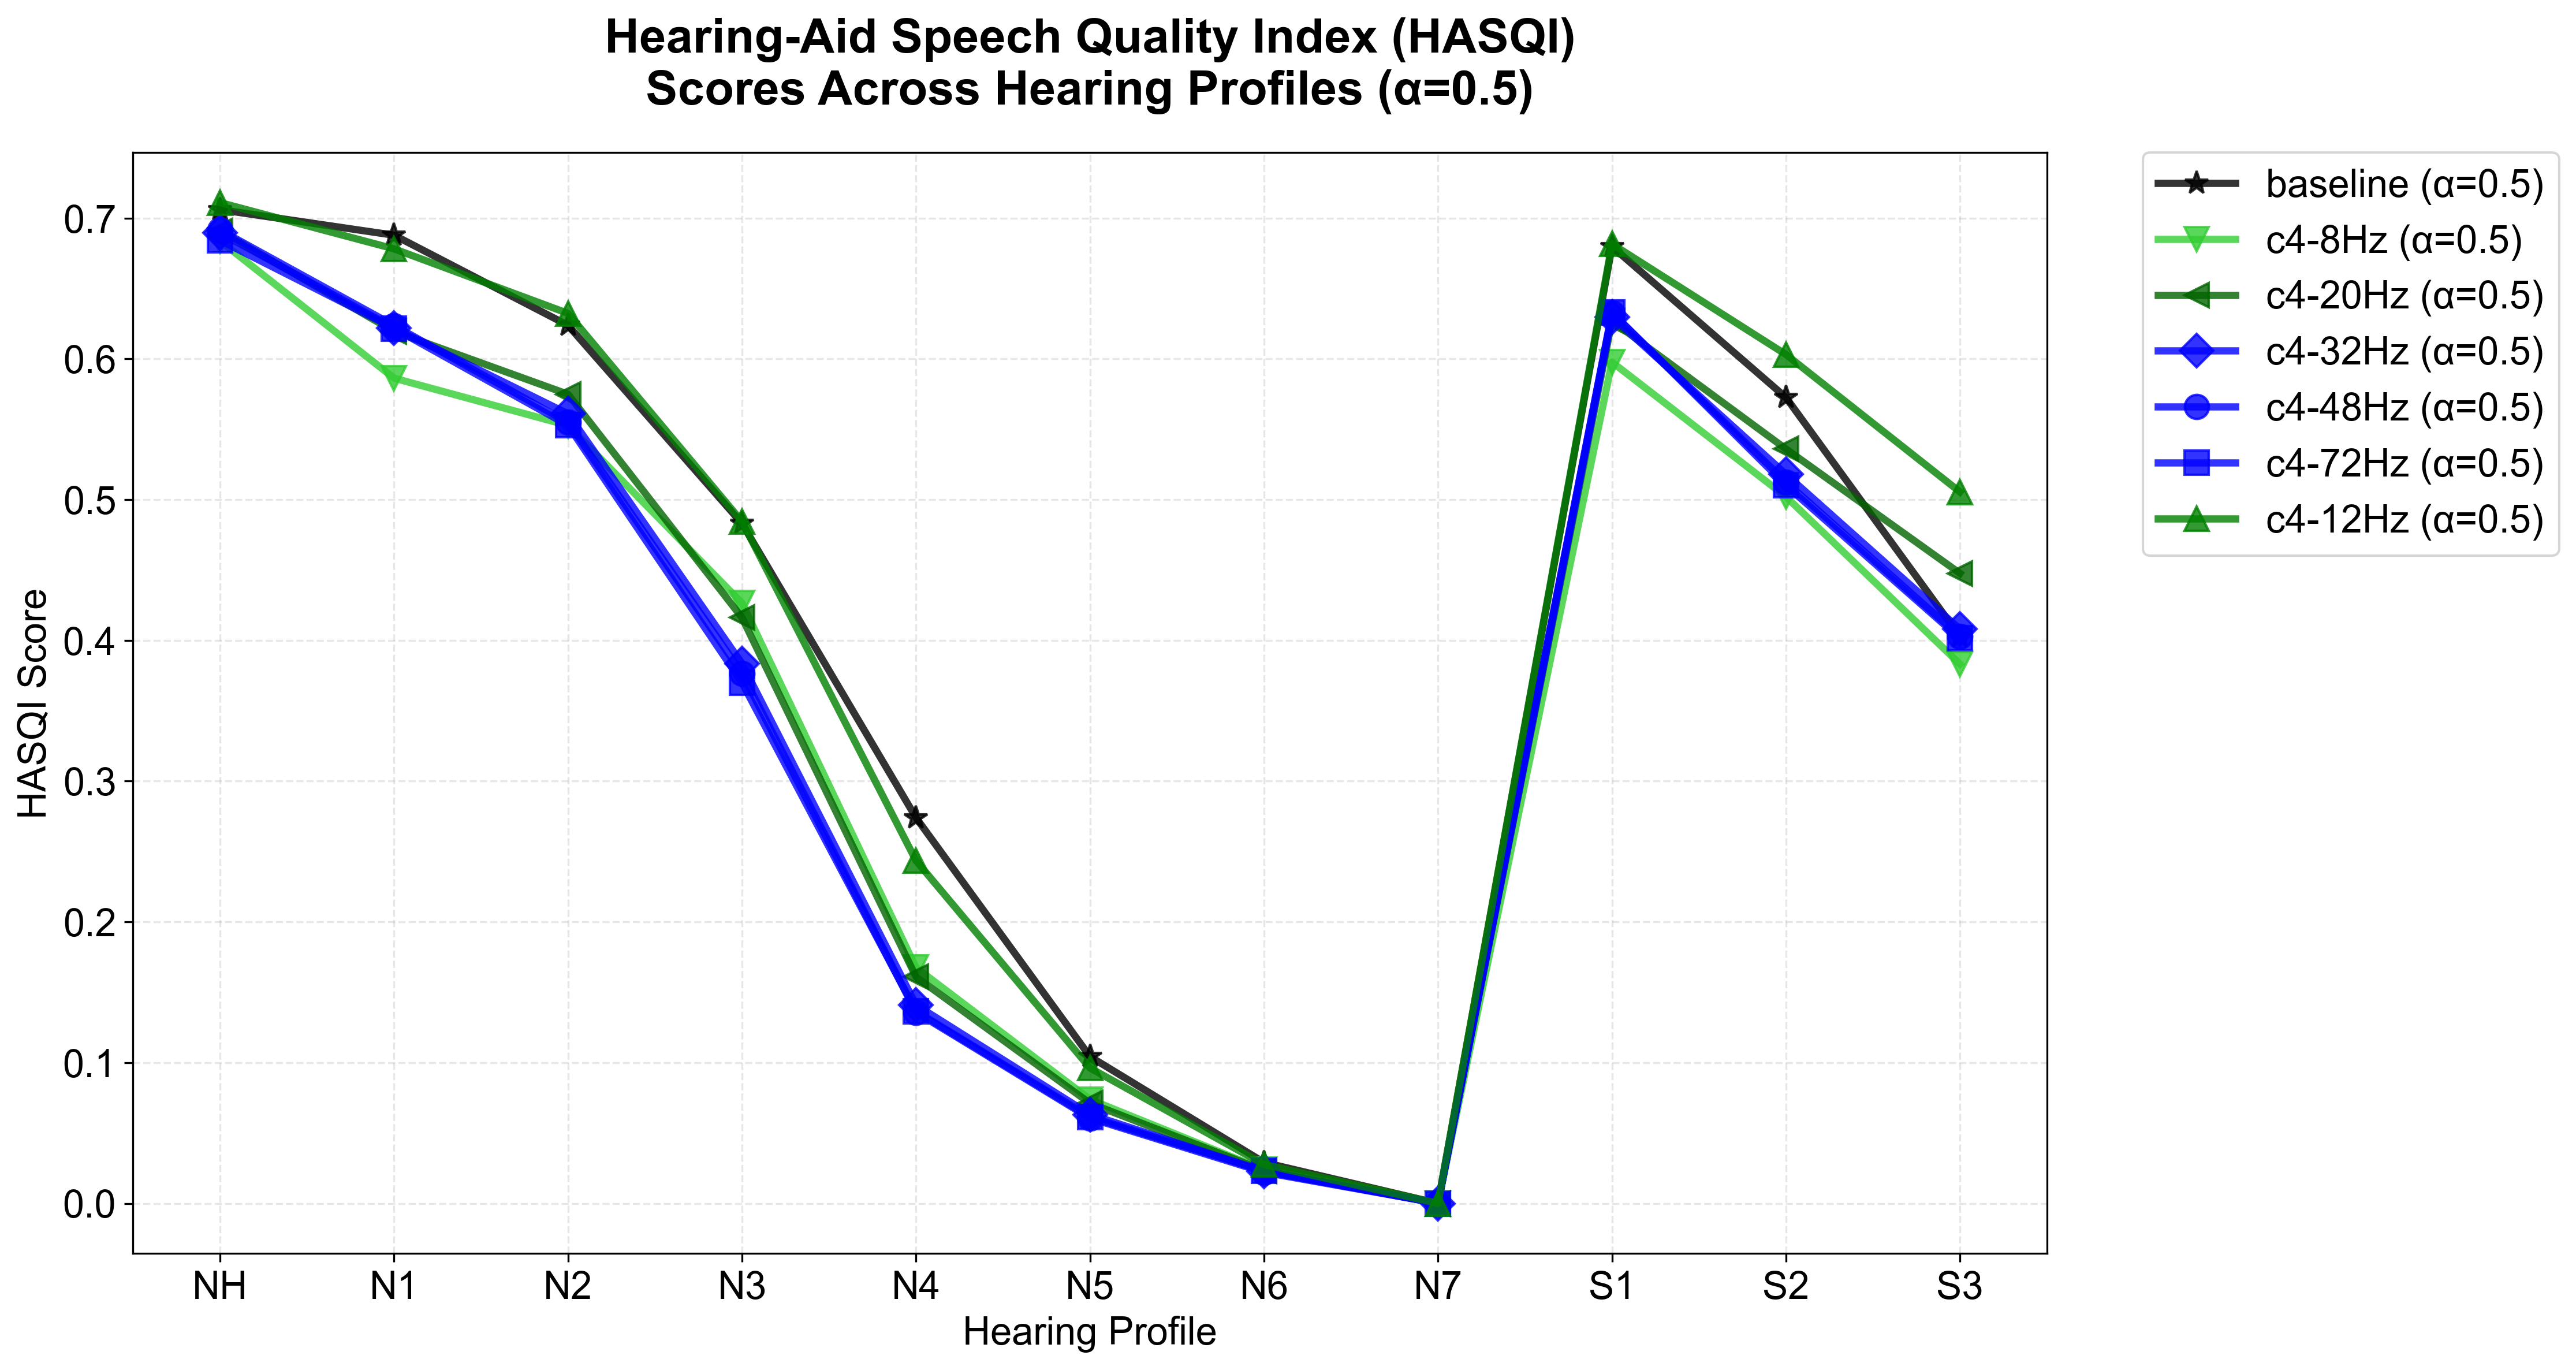 Hearing-Aid Speech Quality Index (HASQI)
Scores Across Hearing Profiles (α=0.5)
baseline (α=0.5)
c4-8Hz (α=0.5)
c4-20Hz (α=0.5)
c4-32Hz (α=0.5)
c4-48Hz (α=0.5)
c4-72Hz (α=0.5)
c4-12Hz (α=0.5)
HASQI Score
0.7
0.6
0.5
0.4
0.3
0.2
0.1
0.0
NH N1 N2 N3 N4 N5 N6 N7 S1 S2 S3
Hearing Profile